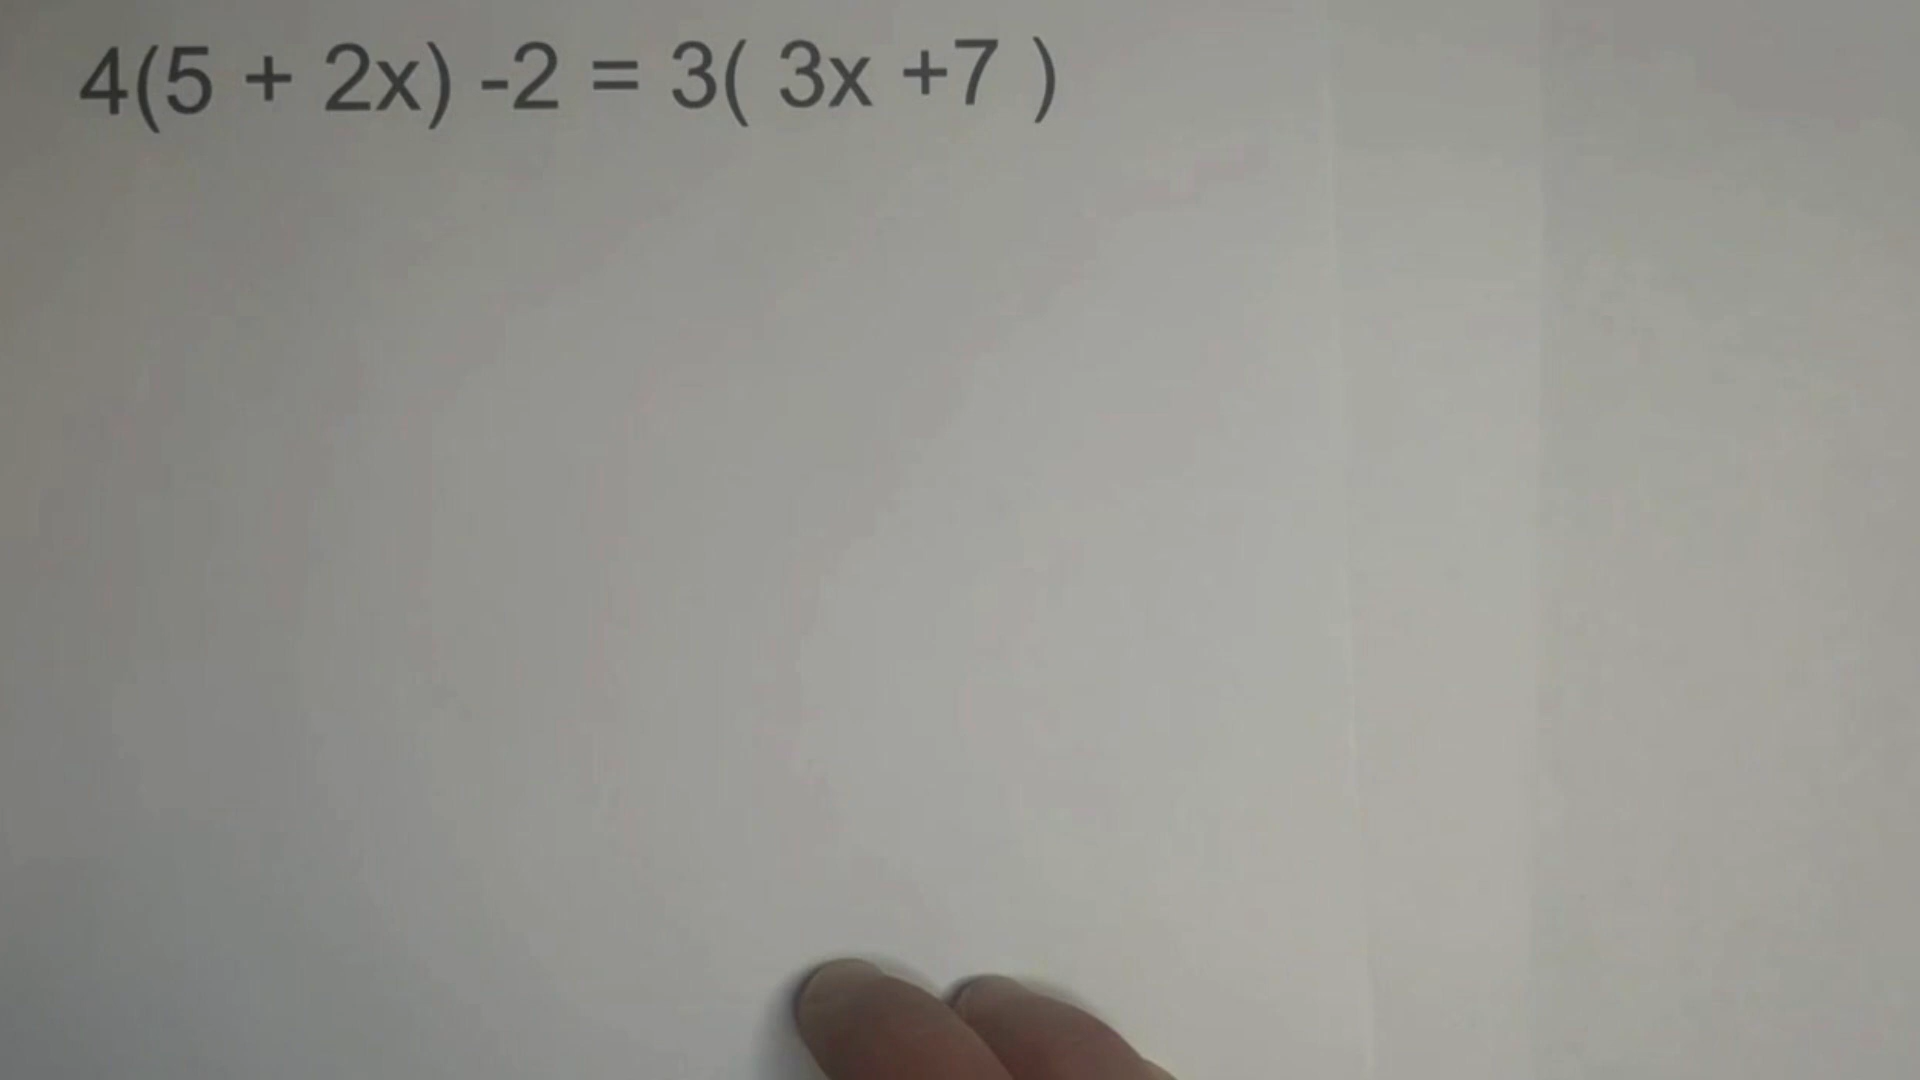 4(5 + 2x) -2 = 3( 3x +7 )